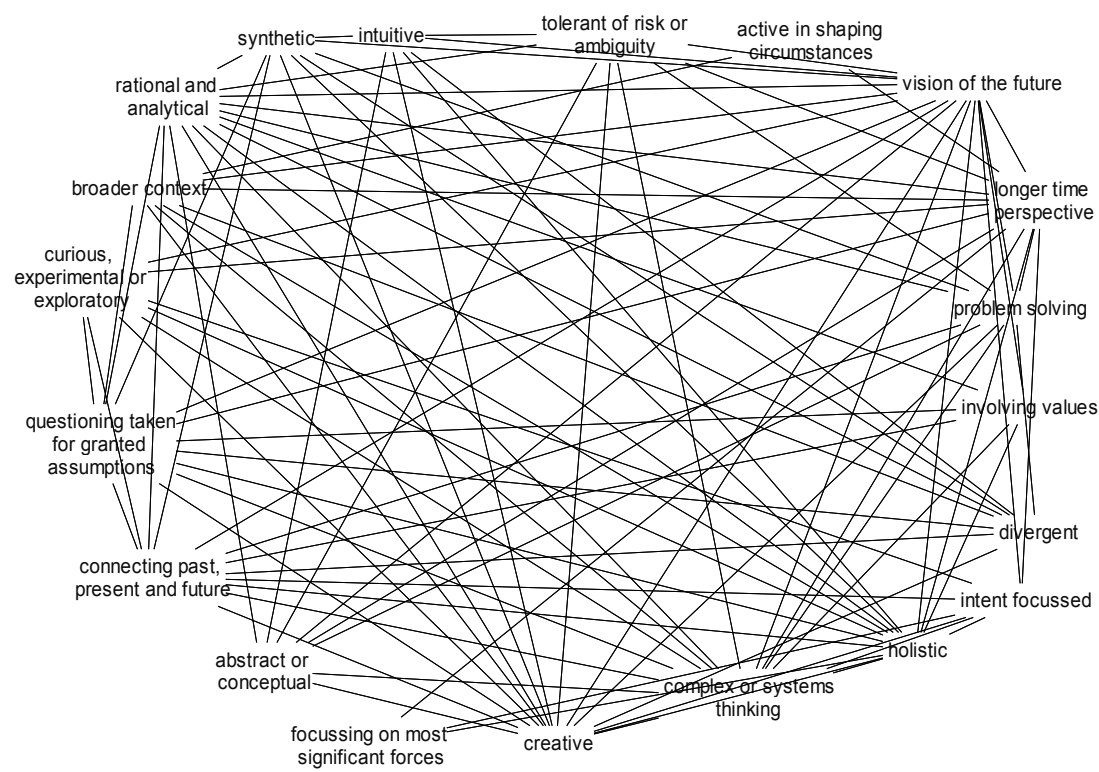 synthetic
intuitive
tolerant of risk or
ambiguity
active in shaping
circumstances
vision of the future
rational and
analytical
broader context
longer time
perspective
curious,
experimental or
exploratory
problem solving
involving values
questioning taken
for granted
assumptions
divergent
connecting past,
present and future
intent focussed
holistic
abstract or
conceptual
complex or systems
thinking
focussing on most
significant forces
creative